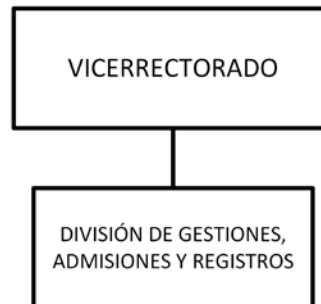 VICERRECTORADO
DIVISIÓN DE GESTIONES,
ADMISIONES Y REGISTROS